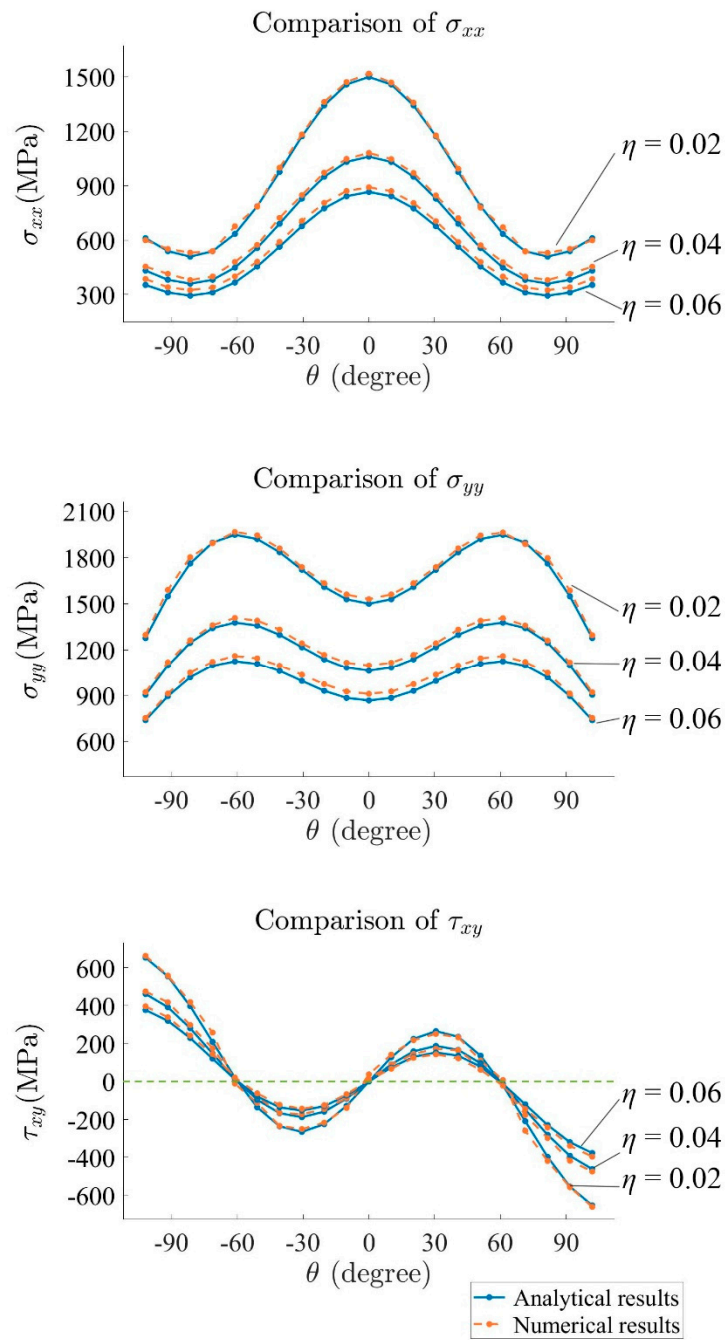 Comparison of σxx
1500
1200
900
600
300
σxx(MPa)
η = 0.02
η = 0.04
η = 0.06
-90 -60 -30 0 30 60 90
θ (degree)
Comparison of σyy
2100
1800
1500
1200
900
600
σyy(MPa)
η = 0.02
η = 0.04
η = 0.06
-90 -60 -30 0 30 60 90
θ (degree)
Comparison of τxy
600
400
200
0
-200
-400
-600
τxy(MPa)
η = 0.06
η = 0.04
η = 0.02
-90 -60 -30 0 30 60 90
θ (degree)
Analytical results
Numerical results